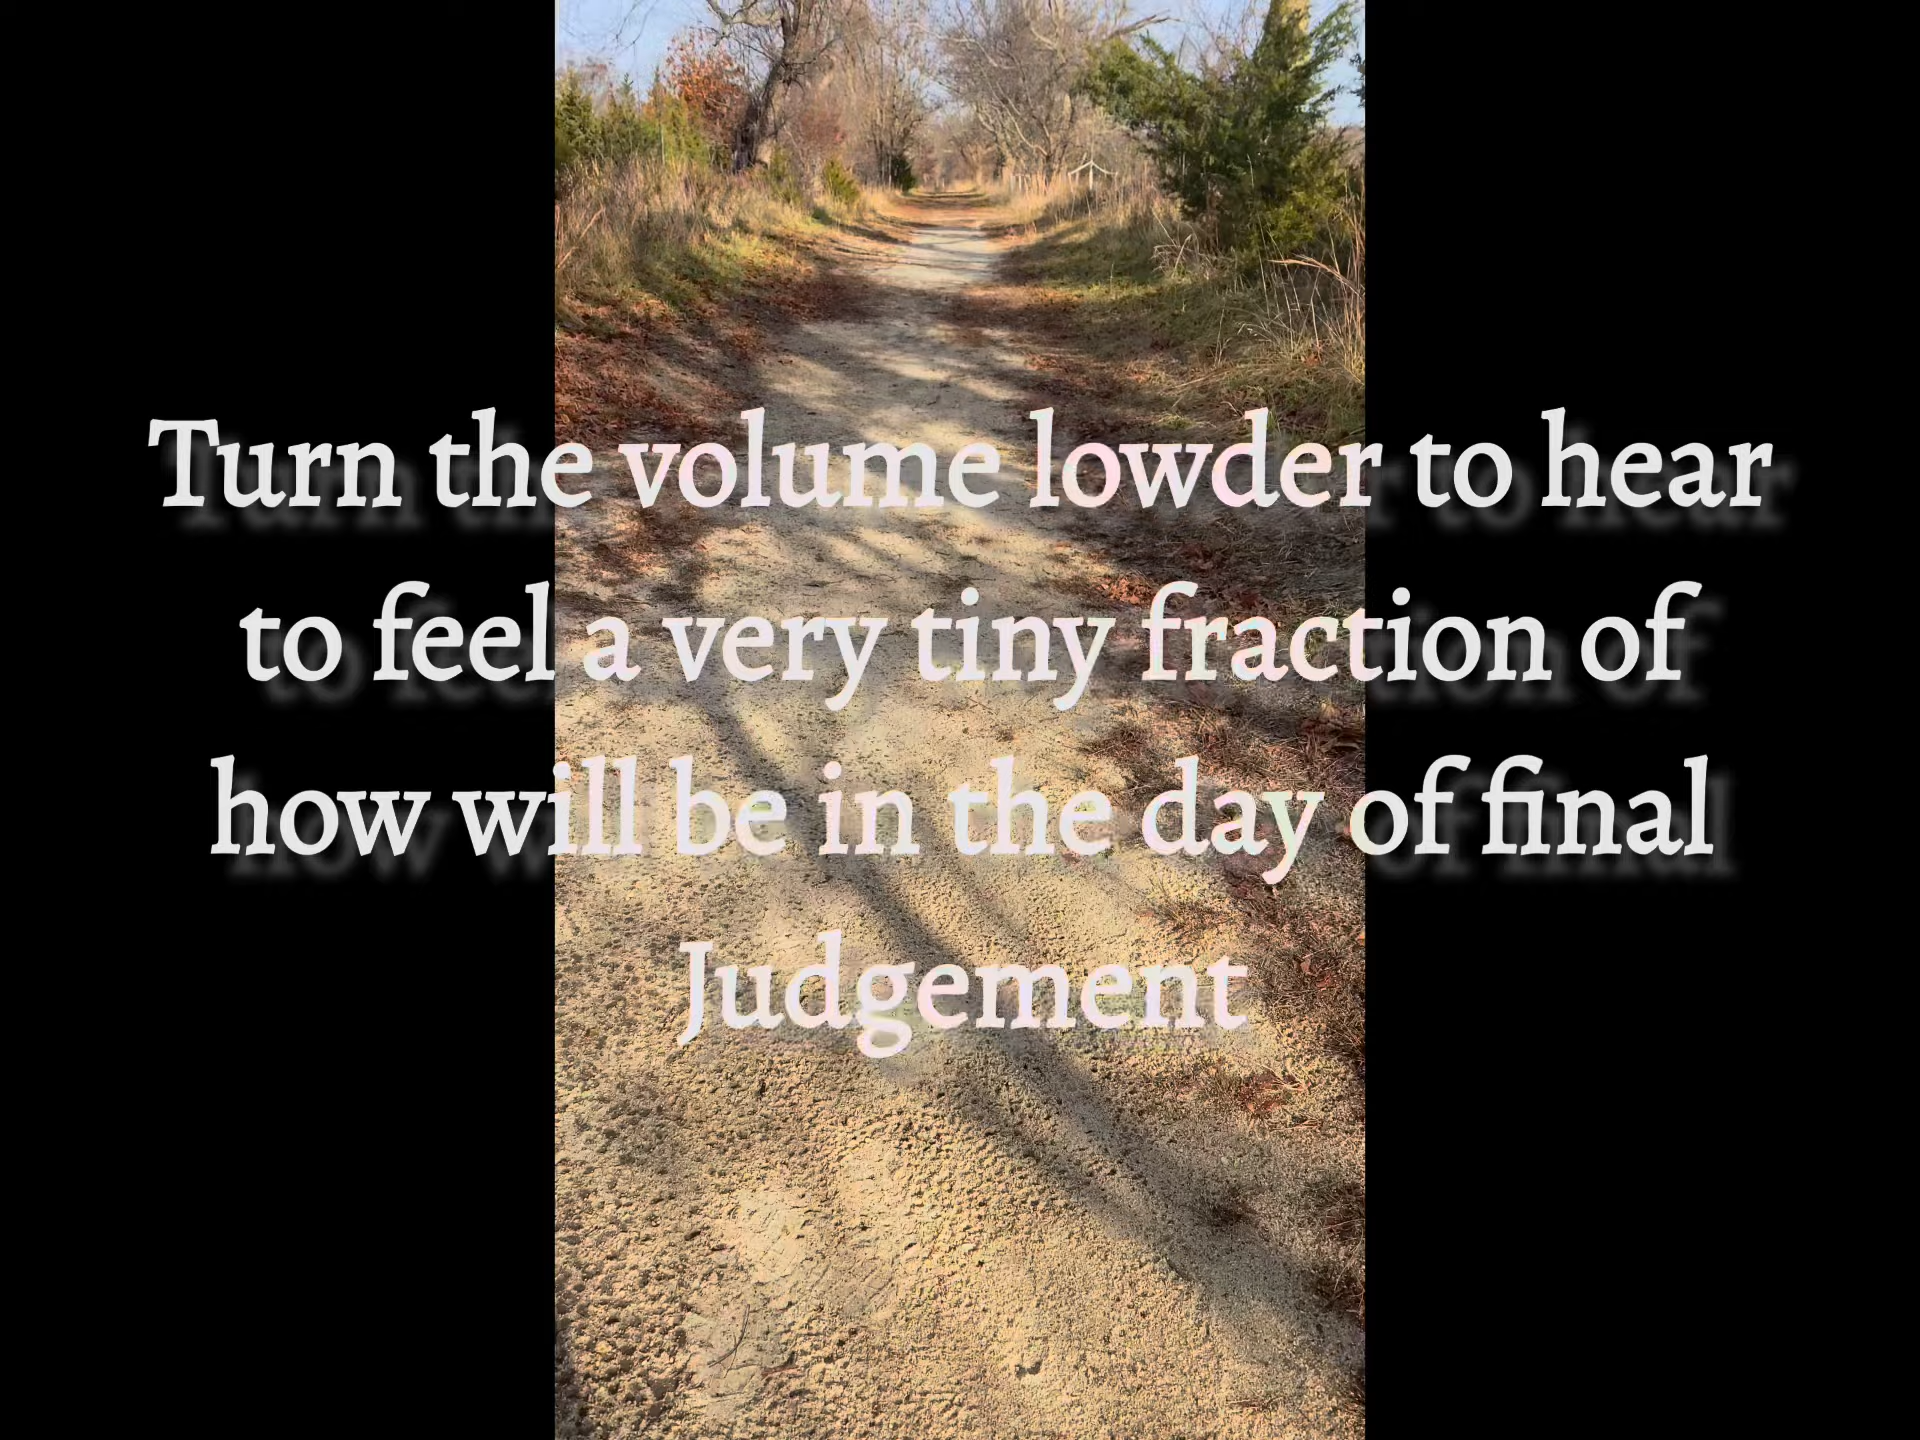 Turn the volume lowder to hear
to feel a very tiny fraction of
how will be in the day of final
Judgement